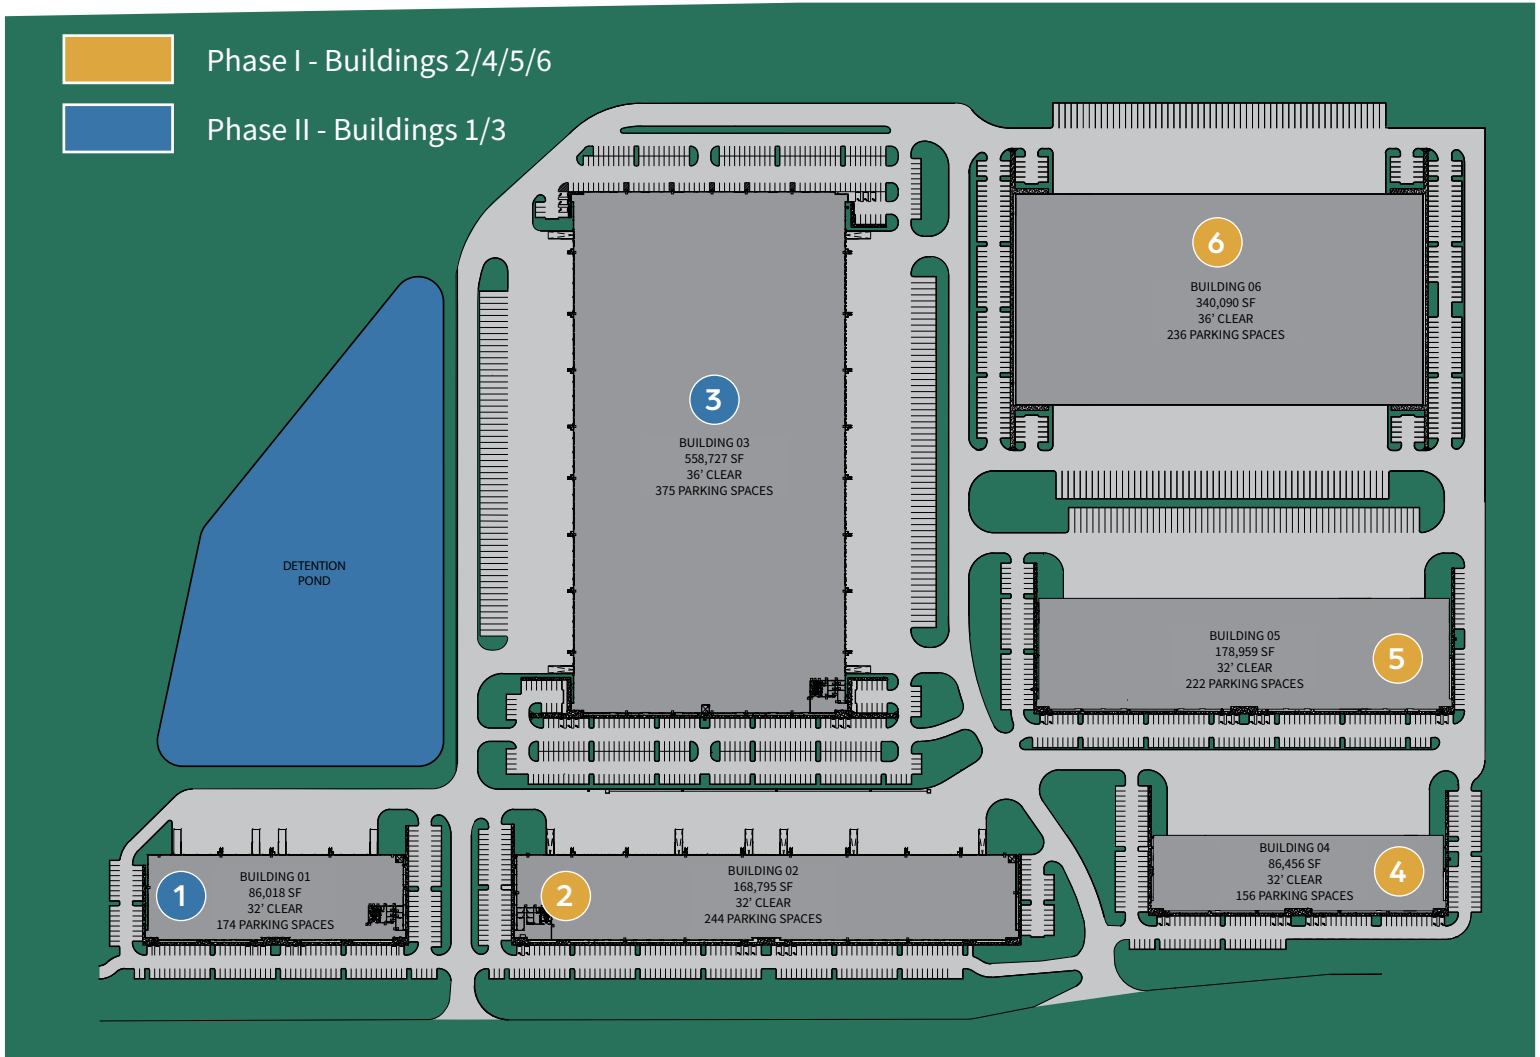 Phase I - Buildings 2/4/5/6
Phase II - Buildings 1/3
6
BUILDING 06
340,090 SF
36' CLEAR
236 PARKING SPACES
3
BUILDING 03
558,727 SF
36' CLEAR
375 PARKING SPACES
DETENTION
POND
BUILDING 05
178,959 SF
32' CLEAR
222 PARKING SPACES
5
BUILDING 04
86,456 SF
32' CLEAR
156 PARKING SPACES
4
1
BUILDING 01
86,018 SF
32' CLEAR
174 PARKING SPACES
2
BUILDING 02
168,795 SF
32' CLEAR
244 PARKING SPACES